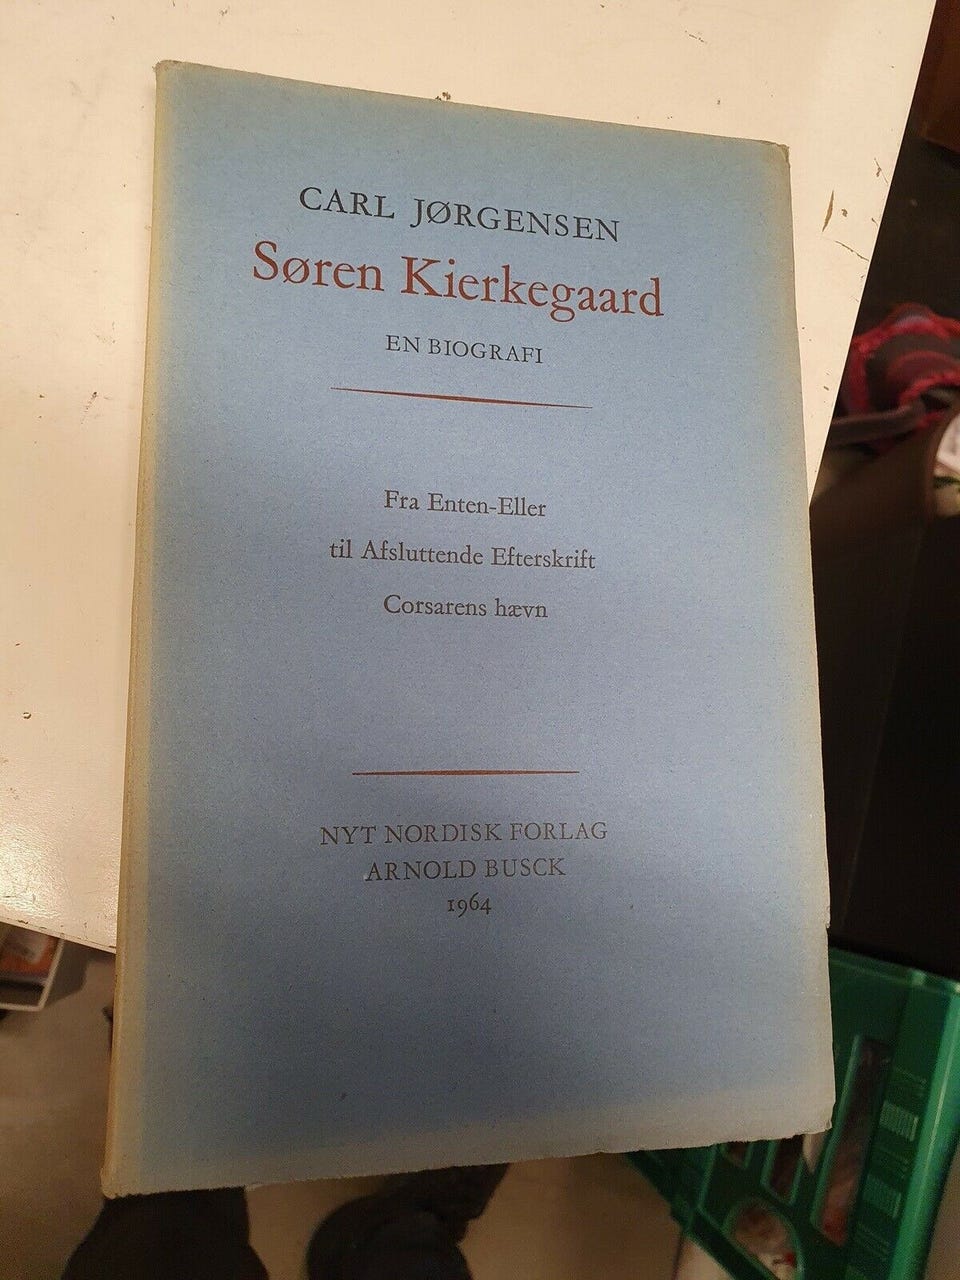 CARL JØRGENSEN
Søren Kierkegaard
EN BIOGRAFI
Fra Enten-Eller
til Afsluttende Efterskrift
Corsarens hævn
NYT NORDISK FORLAG
ARNOLD BUSCK
1964